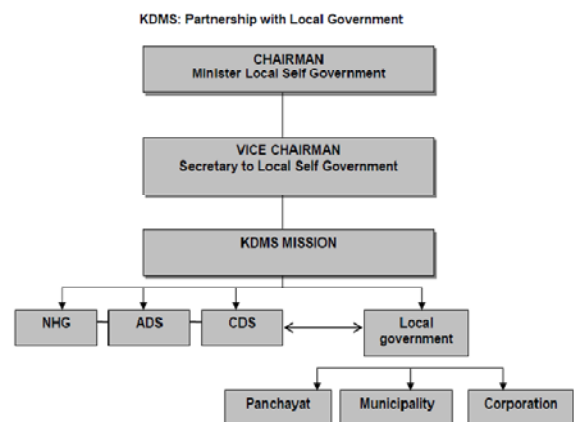 KDMS: Partnership with Local Government
CHAIRMAN
Minister Local Self Government
VICE CHAIRMAN
Secretary to Local Self Government
KDMS MISSION
NHG
ADS
CDS
Local
government
Panchayat
Municipality
Corporation